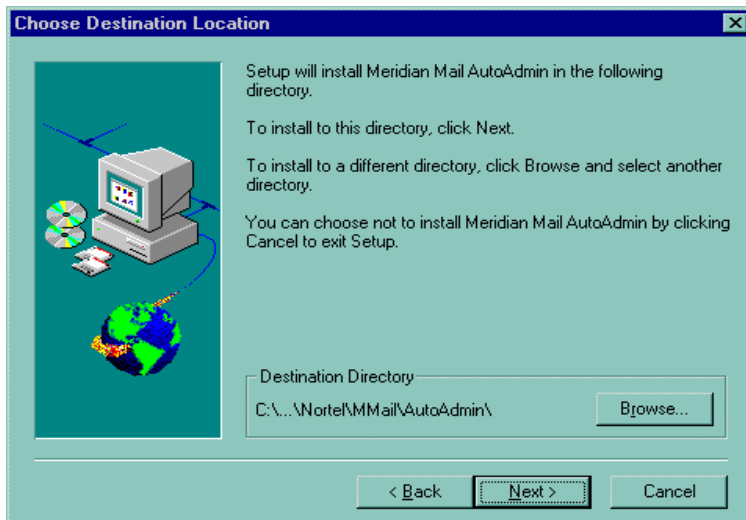 Choose Destination Location
Setup will install Meridian Mail AutoAdmin in the following
directory.
To install to this directory, click Next.
To install to a different directory, click Browse and select another
directory.
You can choose not to install Meridian Mail AutoAdmin by clicking
Cancel to exit Setup.
Destination Directory
C:\...\Nortel\MMail\AutoAdmin\
Browse...
< Back
Next >
Cancel